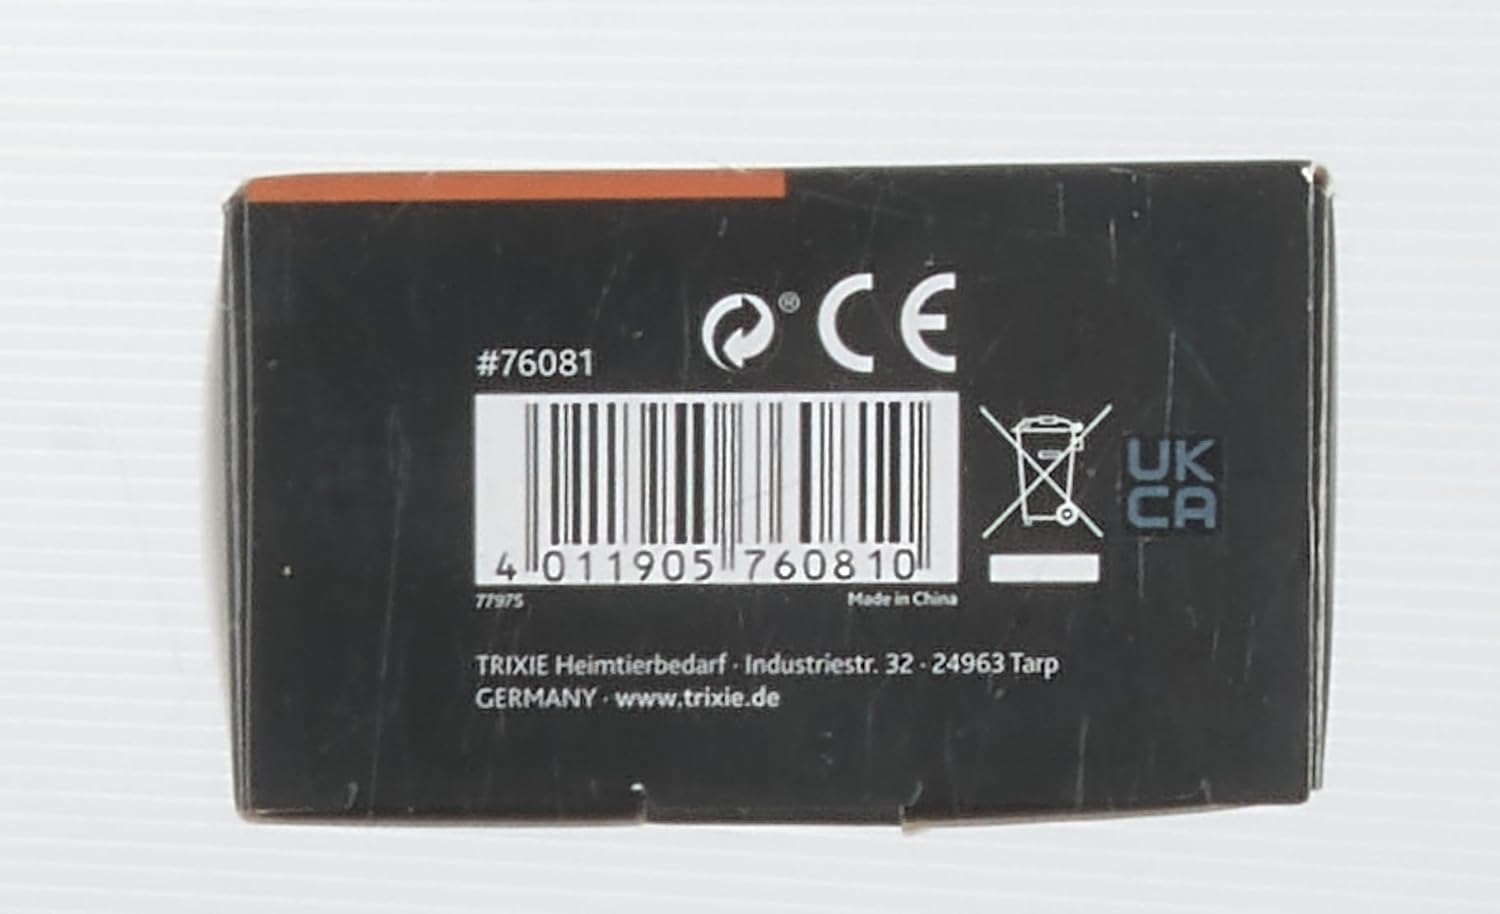 ® CE
#76081
4 011905 760810
77975 Made in China
UK
CA
TRIXIE Heimtierbedarf · Industriestr. 32 · 24963 Tarp
GERMANY · www.trixie.de